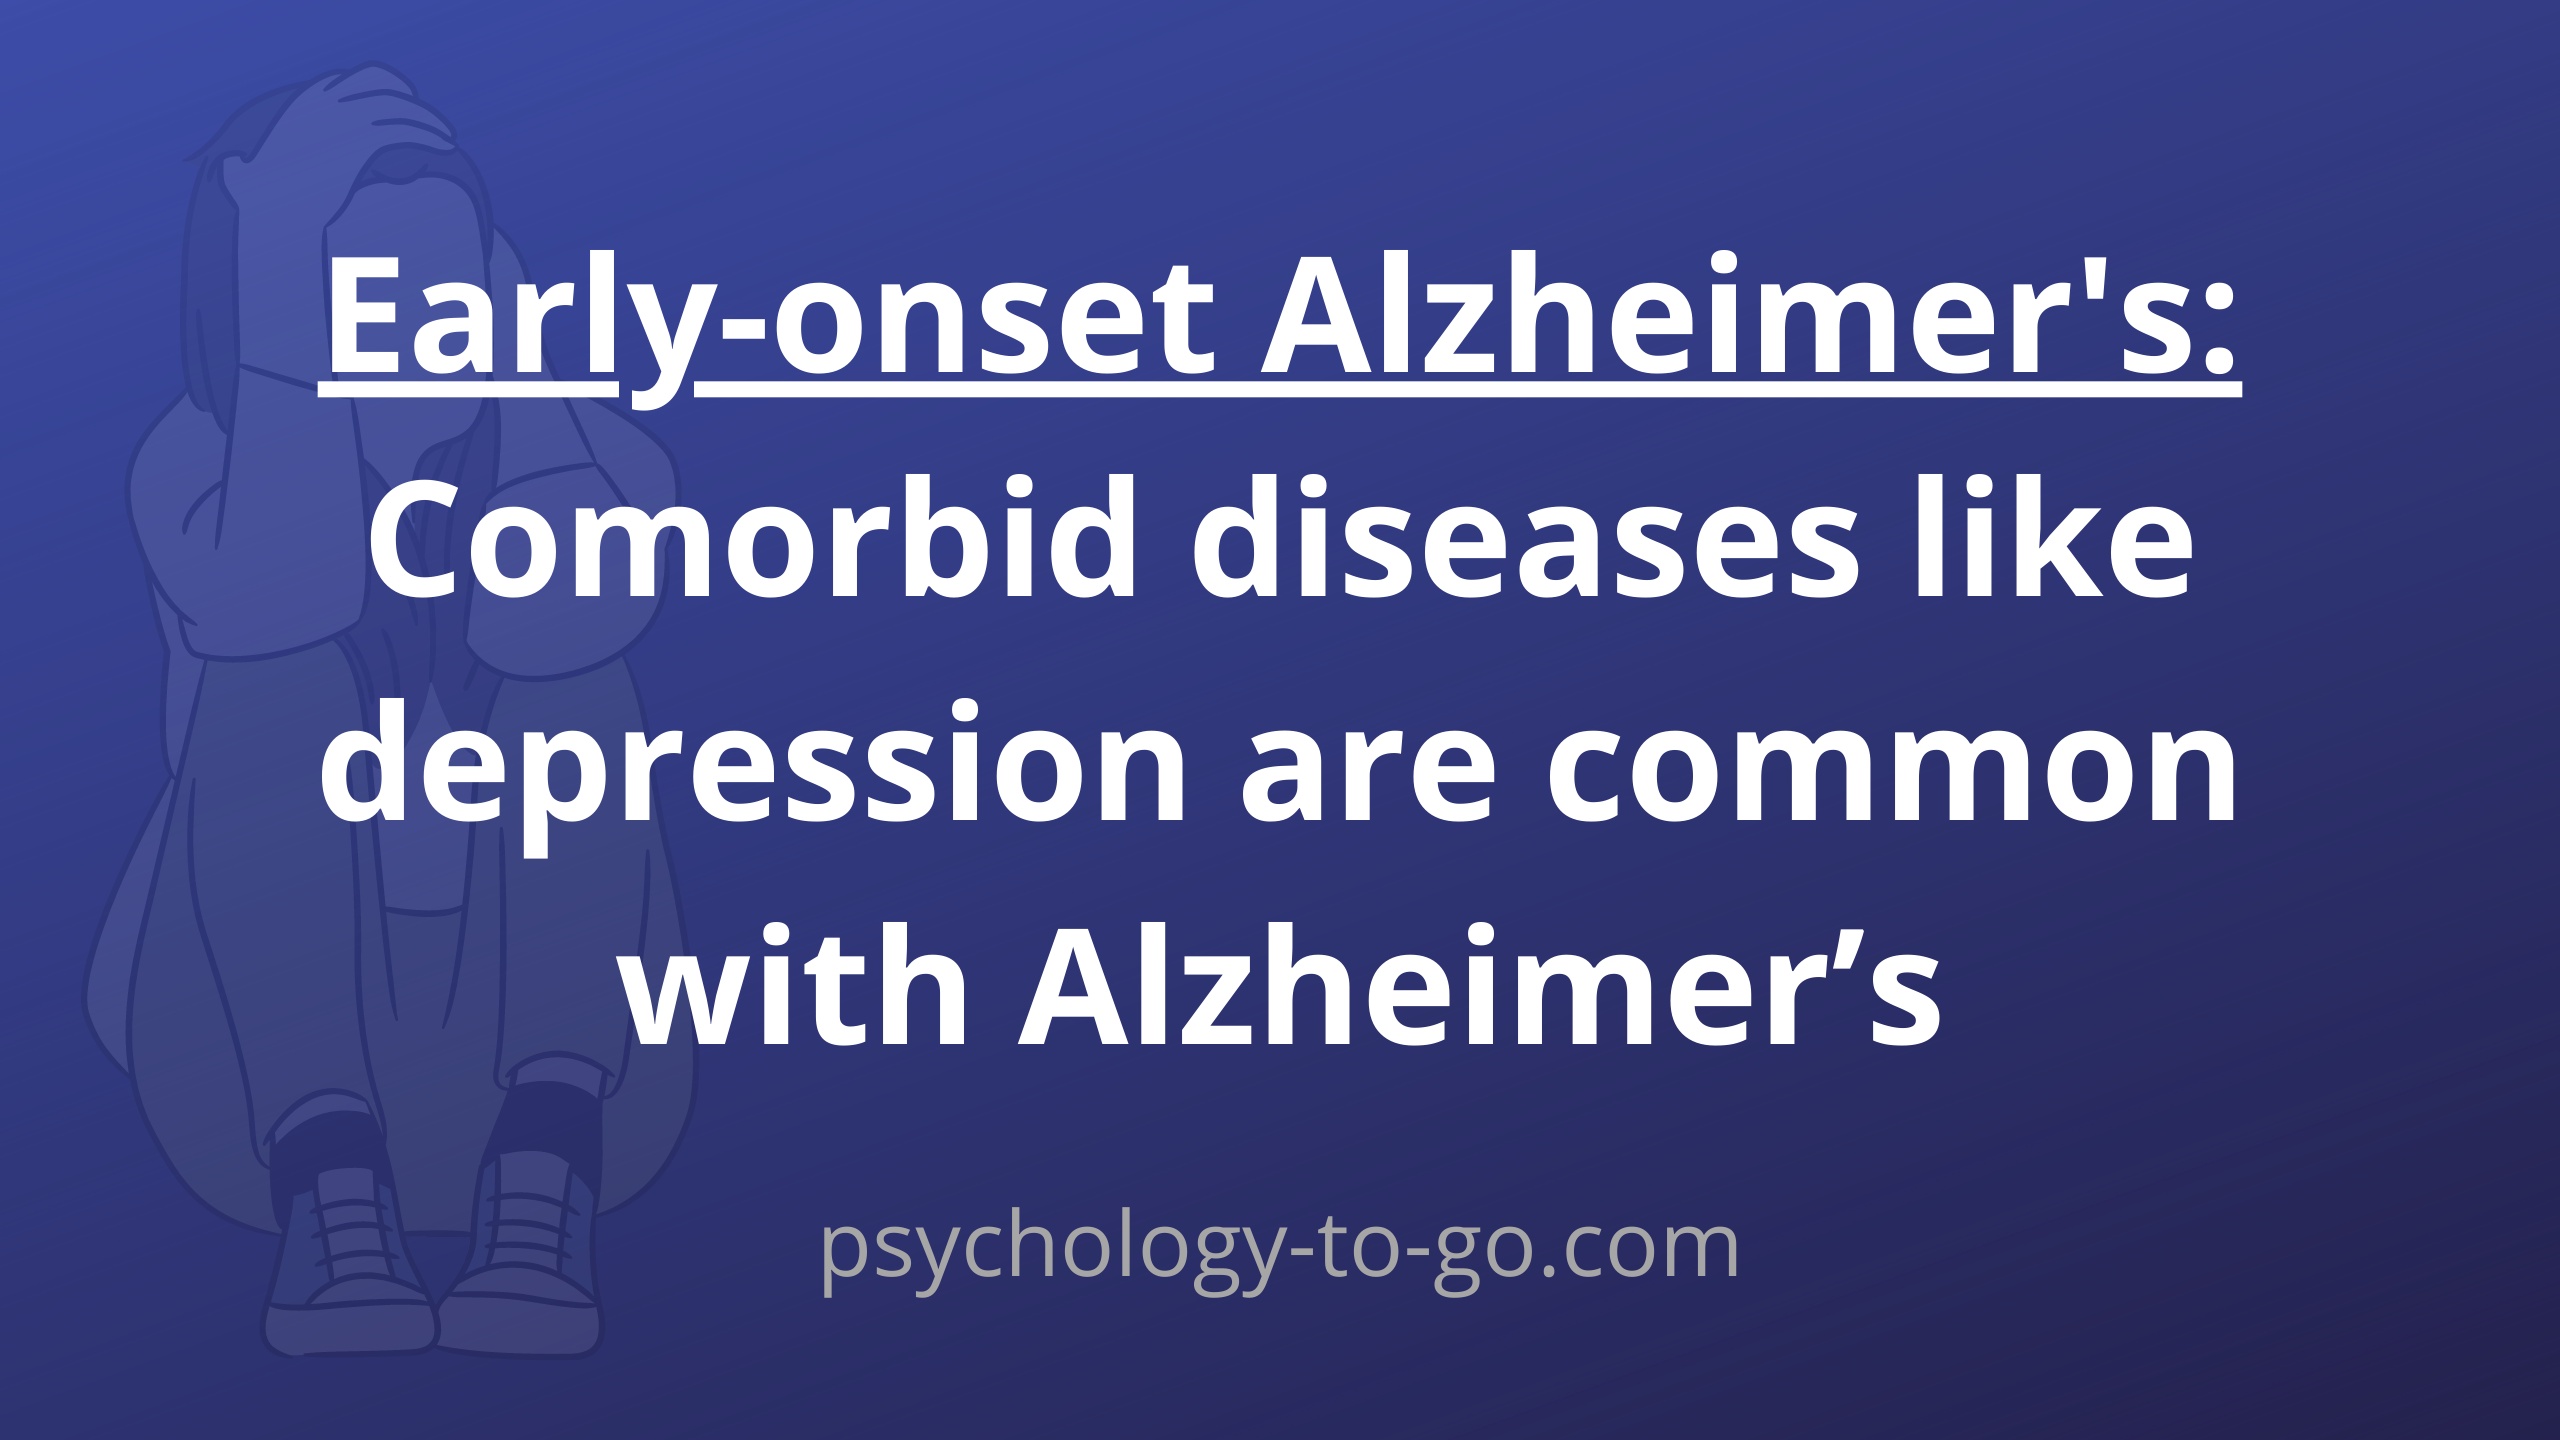 Early-onset Alzheimer's:
Comorbid diseases like
depression are common
with Alzheimer’s
psychology-to-go.com